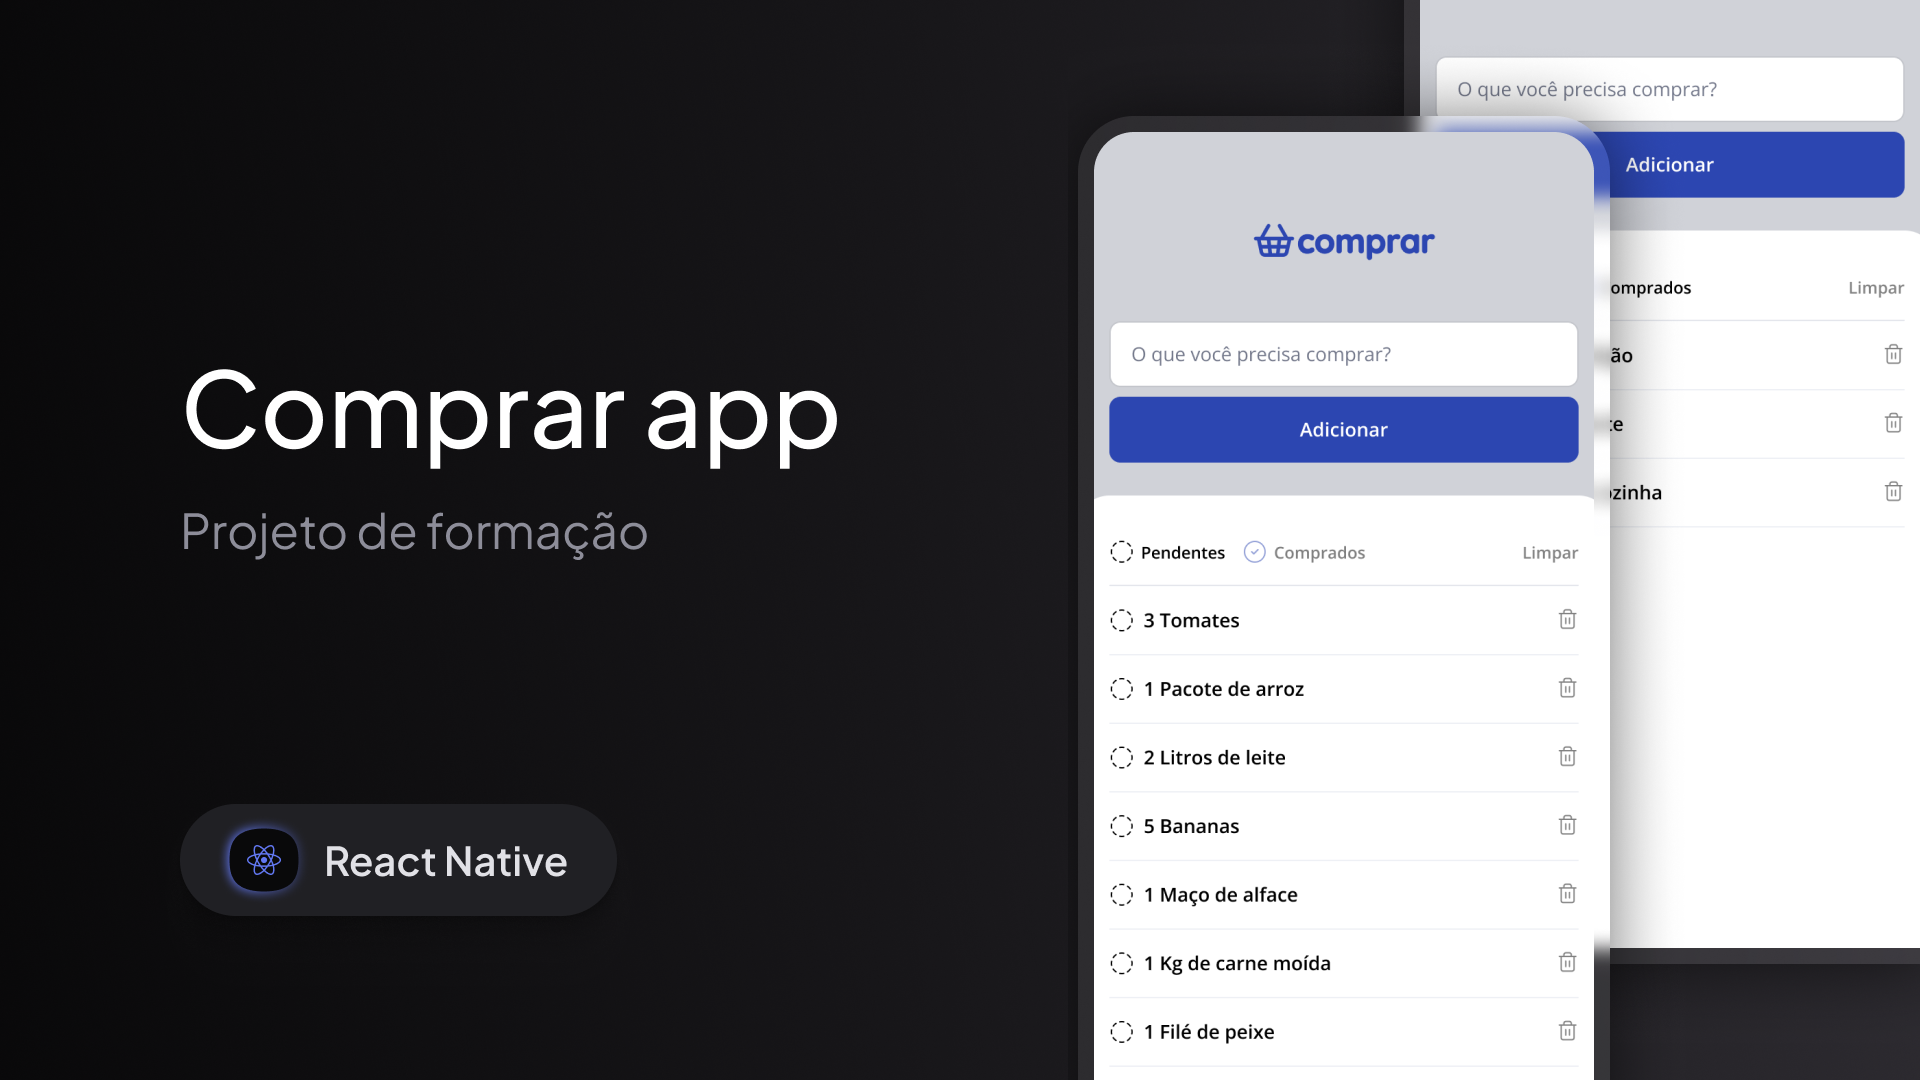 Comprar app
Projeto de formação
React Native
comprar
O que você precisa comprar?
Adicionar
Pendentes Comprados Limpar
3 Tomates
1 Pacote de arroz
2 Litros de leite
5 Bananas
1 Maço de alface
1 Kg de carne moída
1 Filé de peixe
O que você precisa comprar?
Adicionar
omprados Limpar
ão
te
ozinha